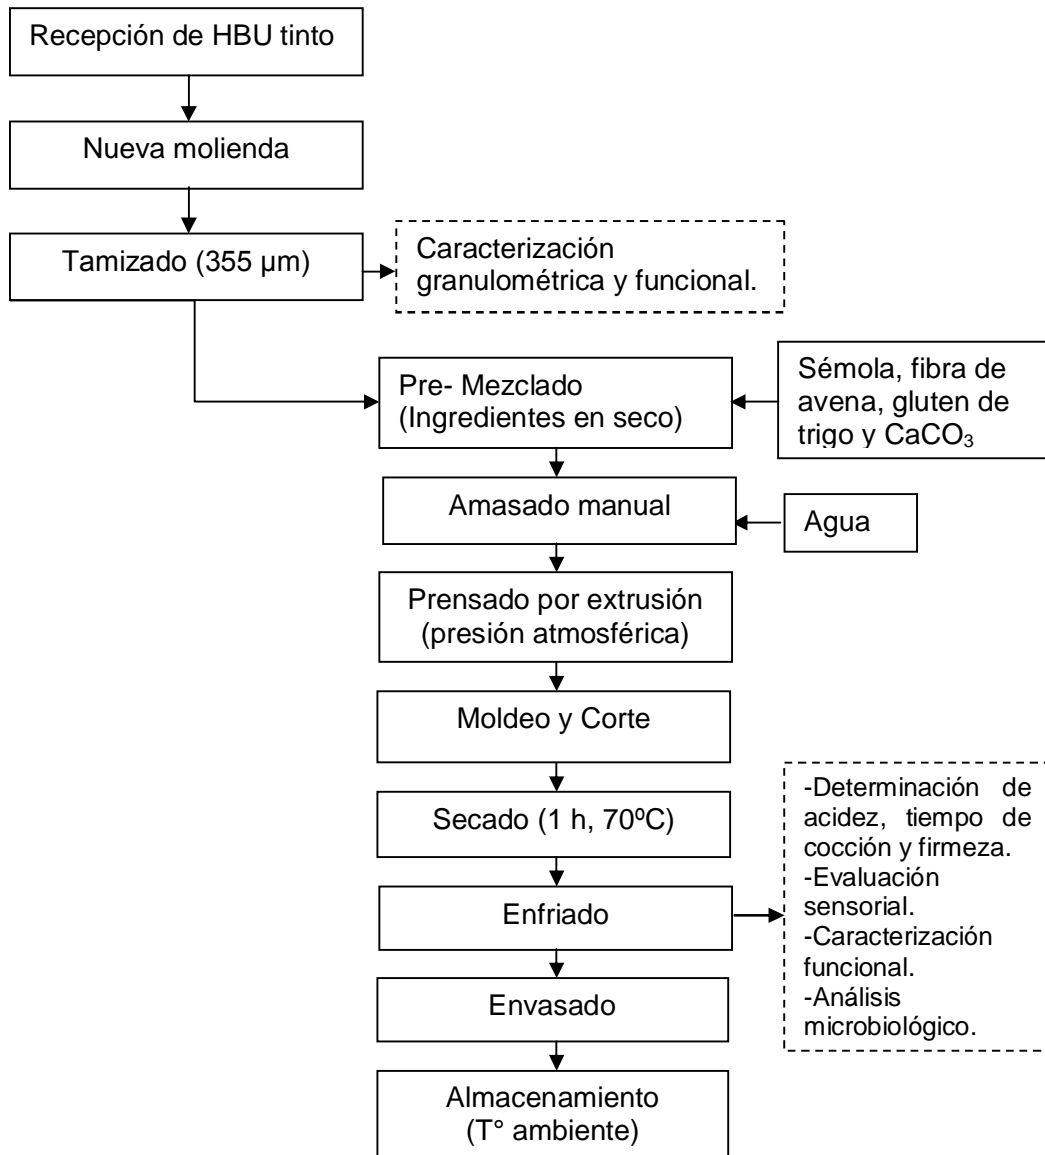 Recepción de HBU tinto
Nueva molienda
Tamizado (355 µm)
Caracterización
granulométrica y funcional.
Pre- Mezclado
(Ingredientes en seco)
Sémola, fibra de
avena, gluten de
trigo y CaCO₃
Amasado manual
Agua
Prensado por extrusión
(presión atmosférica)
Moldeo y Corte
Secado (1 h, 70ºC)
Enfriado
-Determinación de
acidez, tiempo de
cocción y firmeza.
-Evaluación
sensorial.
-Caracterización
funcional.
-Análisis
microbiológico.
Envasado
Almacenamiento
(T° ambiente)